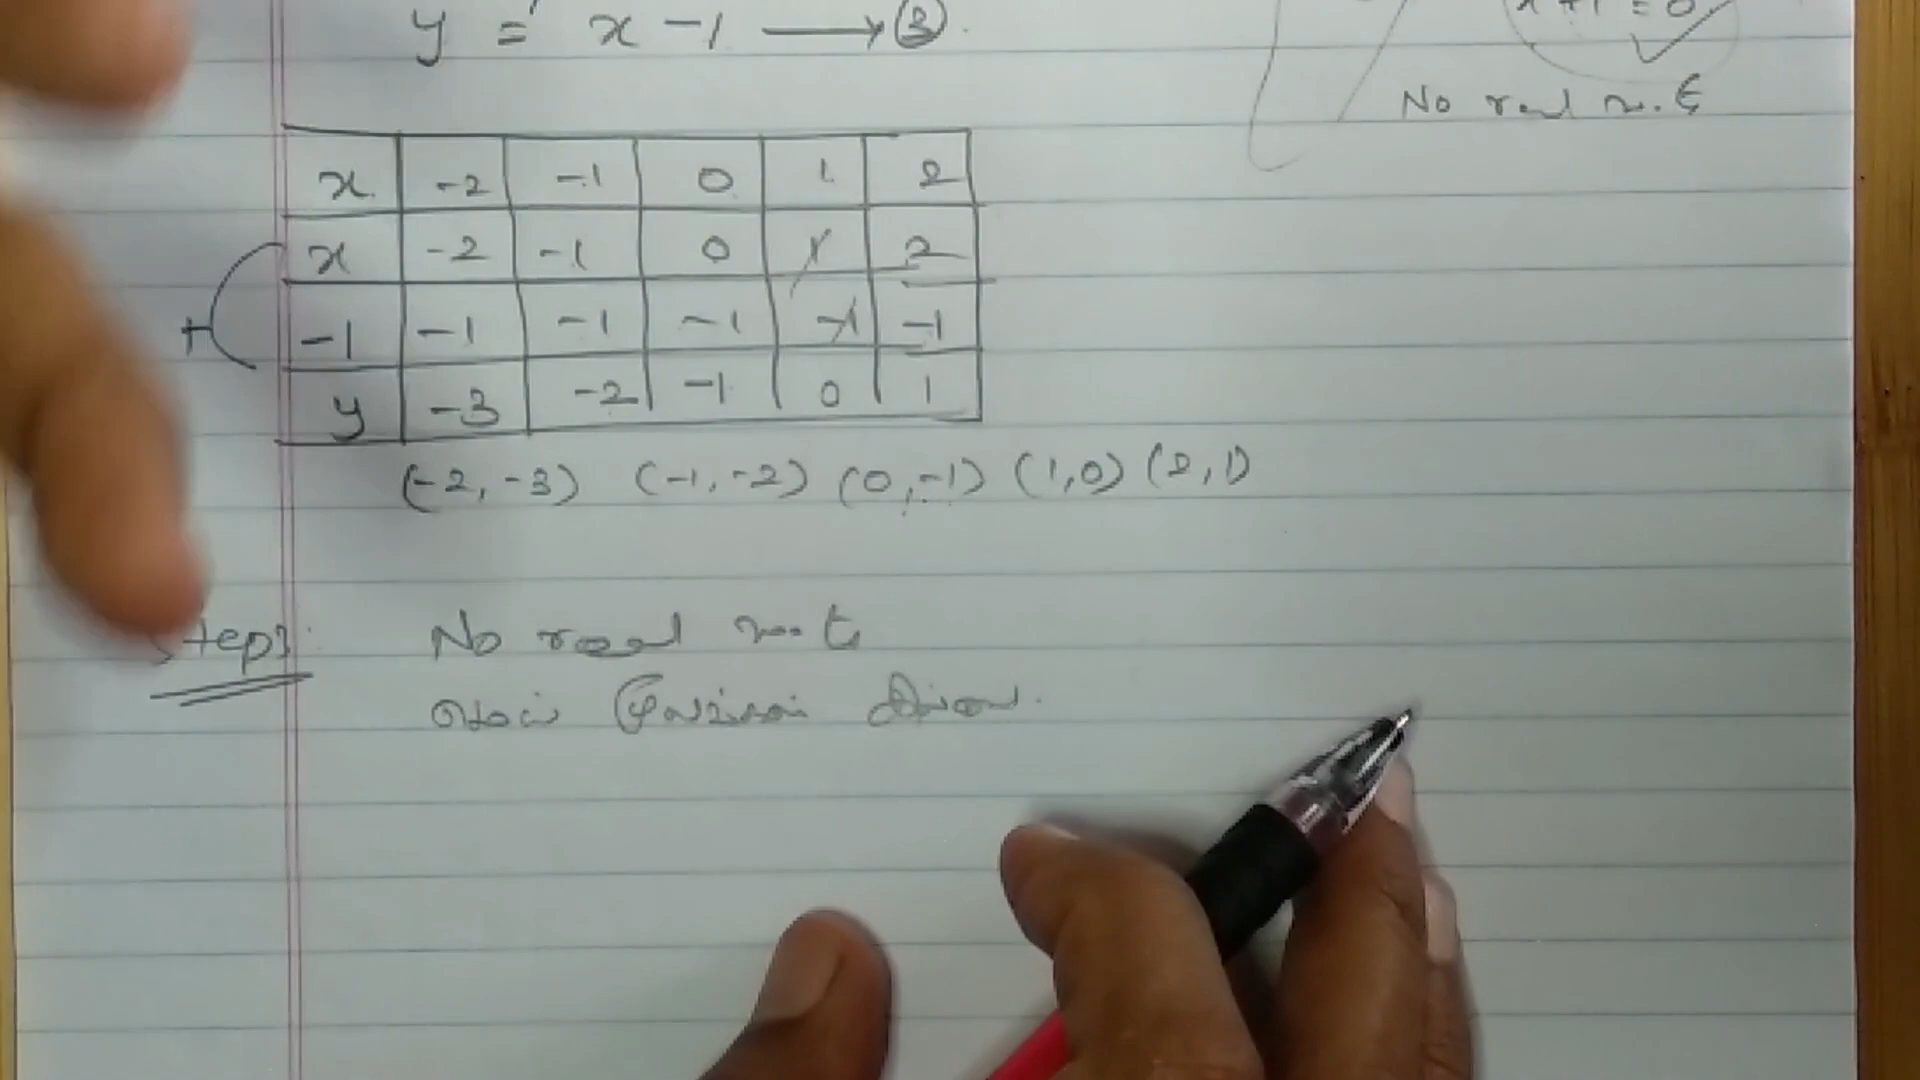 y = x - 1 → ③
x + 1 = 0 ✓
No real
x -2 -1 0 1 2
x -2 -1 0 1 2
+
-1 -1 -1 -1 -1 -1
y -3 -2 -1 0 1
(-2, -3) (-1, -2) (0, -1) (1, 0) (2, 1)
Step3: No real root